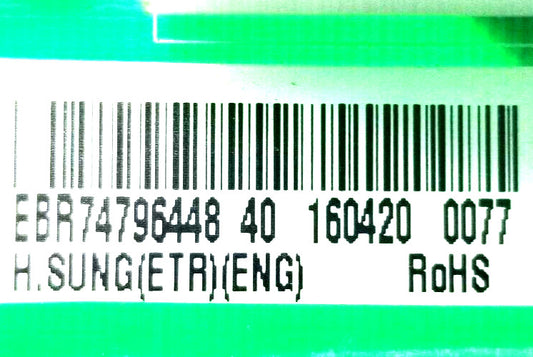 EBR74796448 40 160420 0077
H.SUNG(ETR)(ENG) RoHS